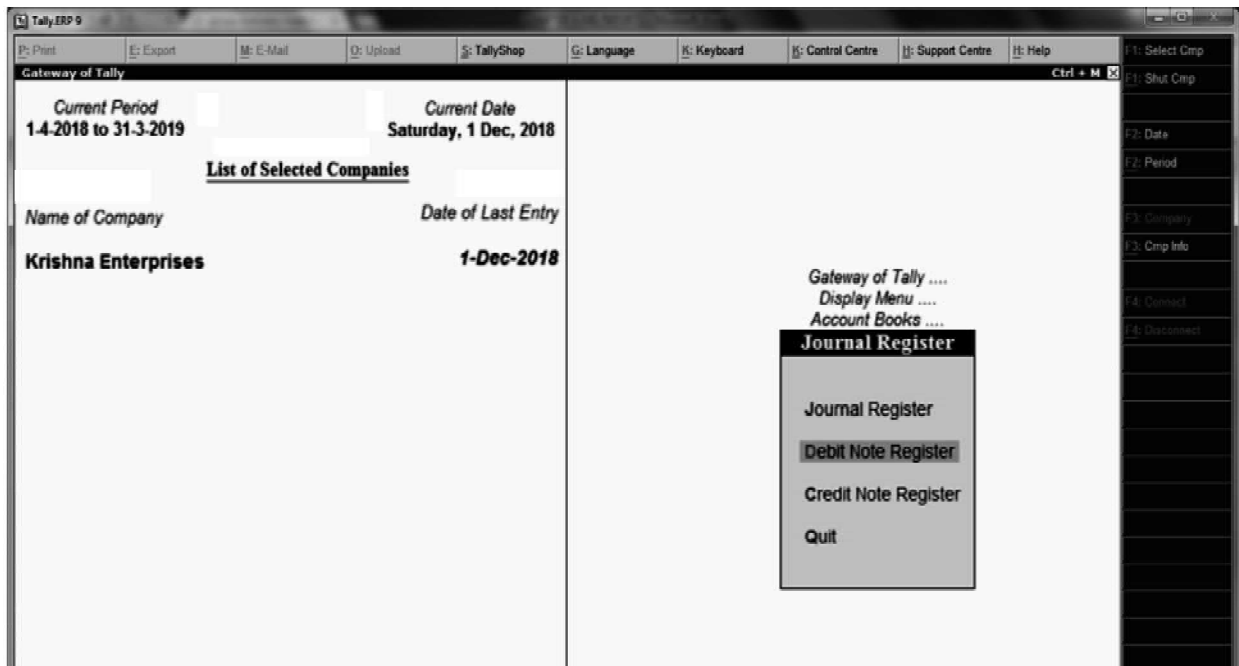 Tally.ERP 9
P: Print E: Export M: E-Mail O: Upload S: TallyShop G: Language K: Keyboard K: Control Centre H: Support Centre H: Help
Gateway of Tally Ctrl + M
Current Period Current Date
1-4-2018 to 31-3-2019 Saturday, 1 Dec, 2018
List of Selected Companies
Name of Company Date of Last Entry
Krishna Enterprises 1-Dec-2018
Gateway of Tally ....
Display Menu ....
Account Books ....
Journal Register
Journal Register
Debit Note Register
Credit Note Register
Quit
F1: Select Cmp
F1: Shut Cmp
F2: Date
F2: Period
F3: Company
F3: Cmp Info
F4: Connect
F4: Disconnect